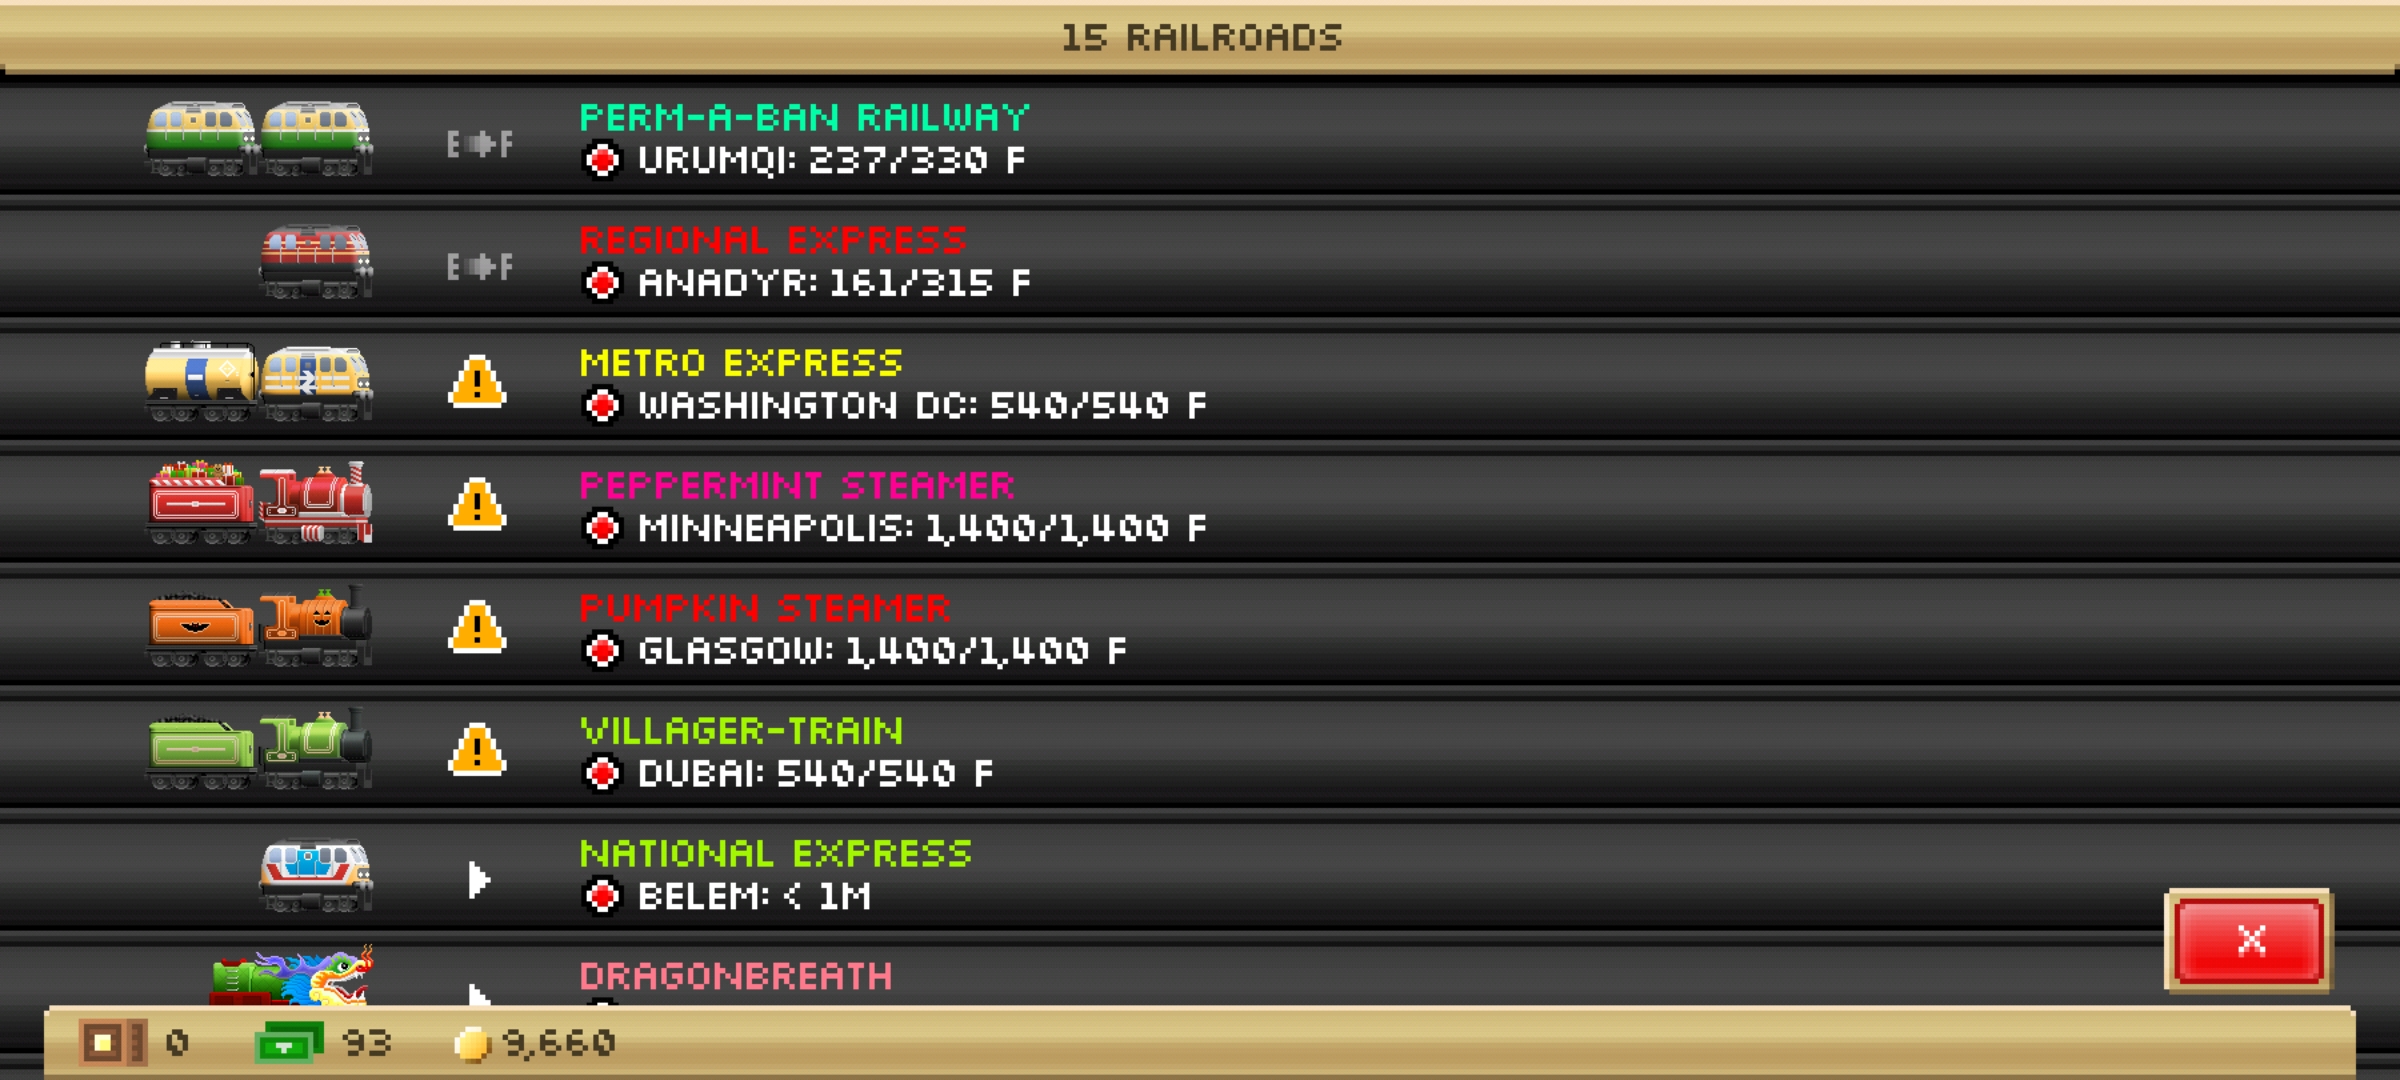 15 RAILROADS
PERM-A-BAN RAILWAY
E F
URUMQI: 237/330 F
REGIONAL EXPRESS
E F
ANADYR: 161/315 F
METRO EXPRESS
WASHINGTON DC: 540/540 F
PEPPERMINT STEAMER
MINNEAPOLIS: 1,400/1,400 F
PUMPKIN STEAMER
GLASGOW: 1,400/1,400 F
VILLAGER-TRAIN
DUBAI: 540/540 F
NATIONAL EXPRESS
BELEM: < 1M
DRAGONBREATH
X
0 93 9,660